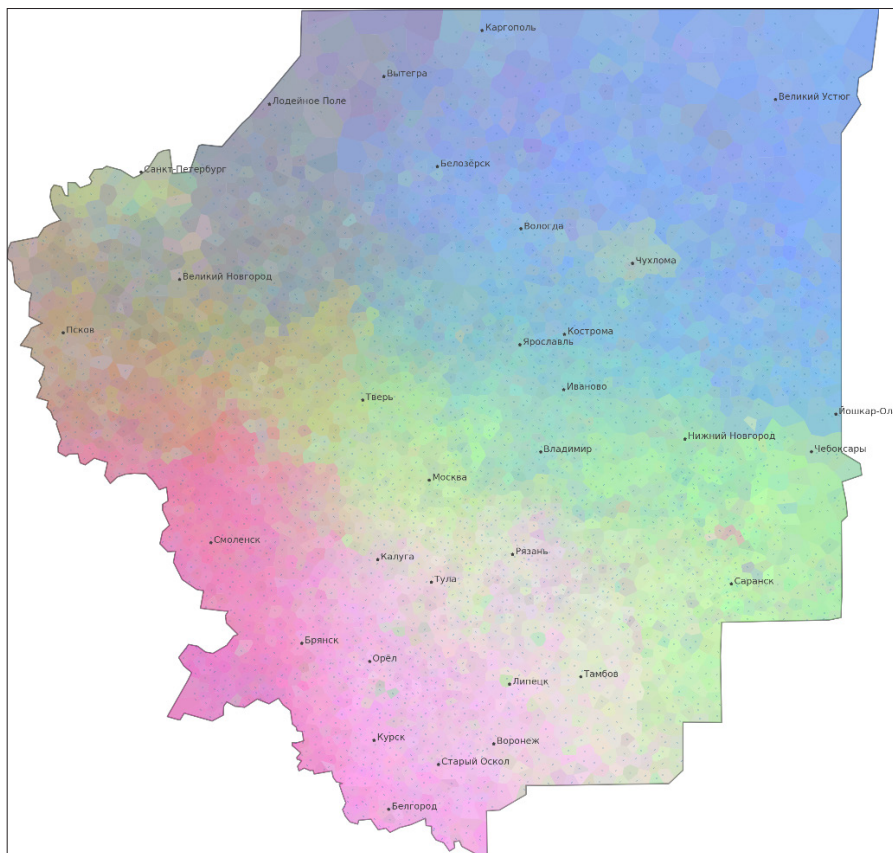 Каргополь
Вытегра
Великий Устюг
Лодейное Поле
Белозёрск
Санкт-Петербург
Вологда
Чухлома
Великий Новгород
Псков
Кострома
Ярославль
Иваново
Тверь
Йошкар-Ол
Нижний Новгород
Владимир
Чебоксары
Москва
Смоленск
Рязань
Калуга
Тула
Саранск
Брянск
Орёл
Тамбов
Липецк
Курск
Воронеж
Старый Оскол
Белгород